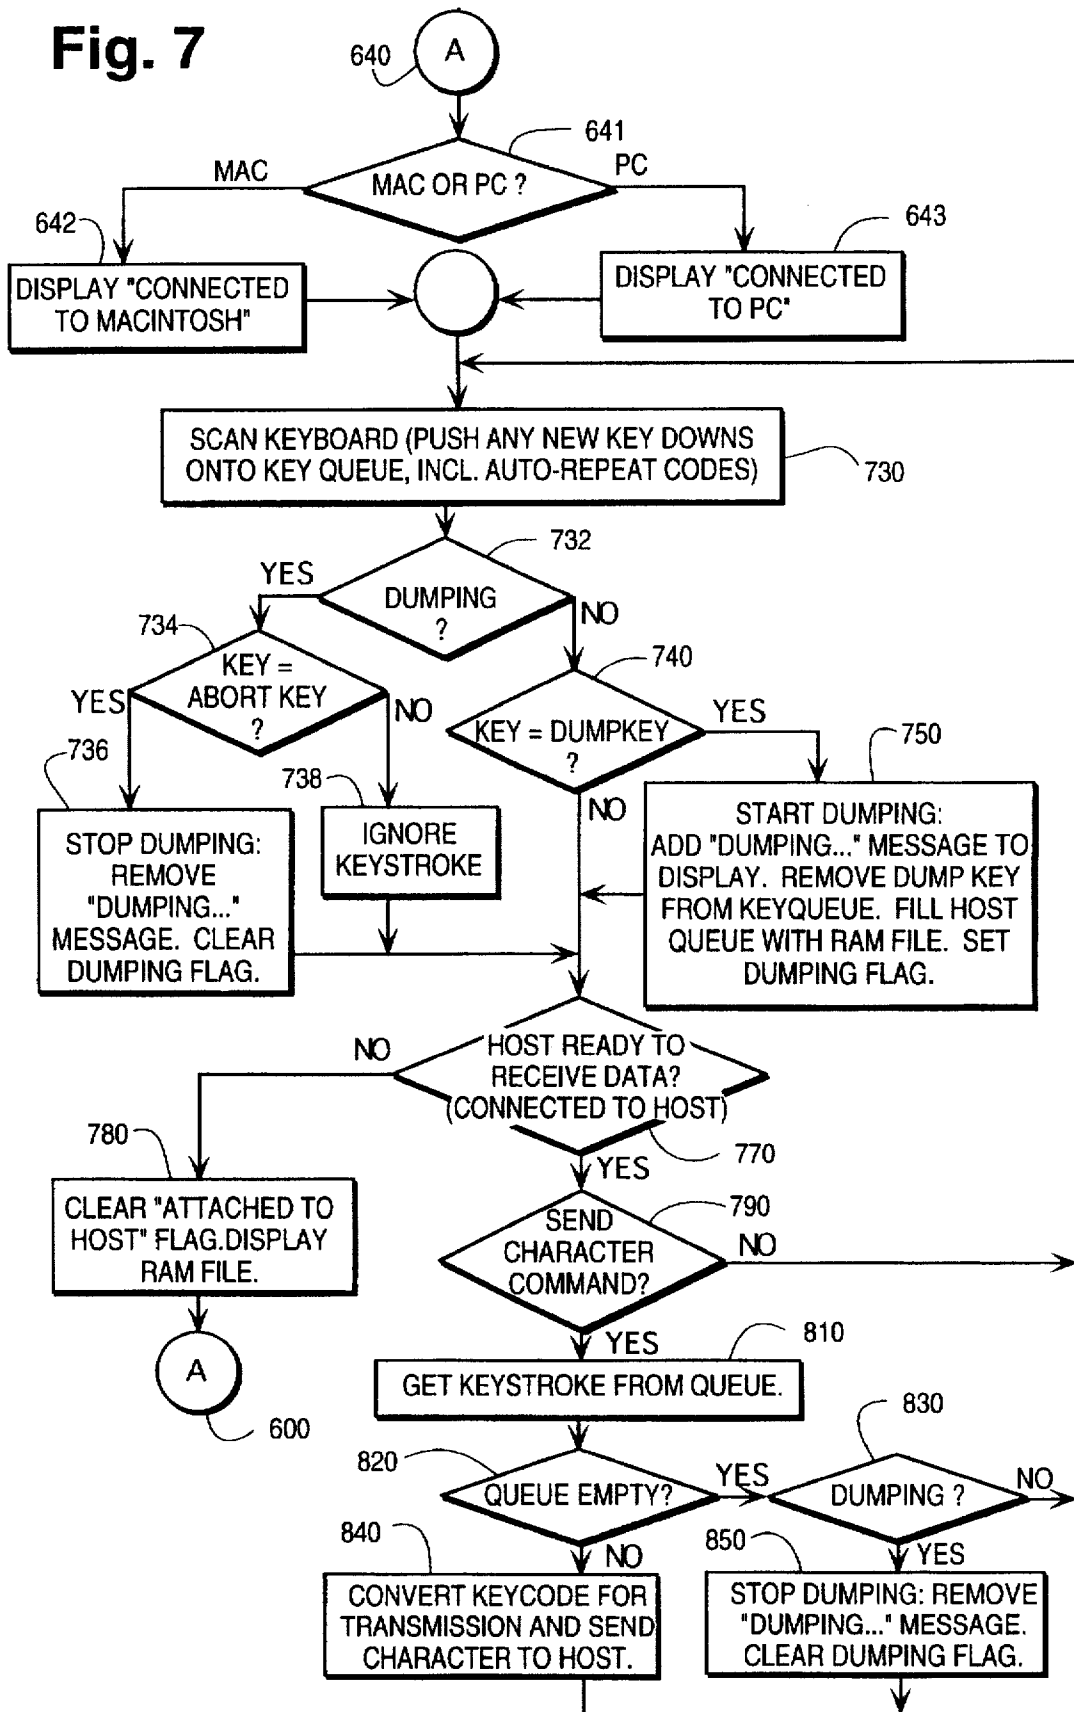 Fig. 7
A
640
641
MAC
MAC OR PC ?
PC
642
643
DISPLAY "CONNECTED
TO MACINTOSH"
DISPLAY "CONNECTED
TO PC"
SCAN KEYBOARD (PUSH ANY NEW KEY DOWNS
ONTO KEY QUEUE, INCL. AUTO-REPEAT CODES)
730
732
YES
DUMPING
?
NO
734
KEY =
ABORT KEY
?
YES
NO
740
KEY = DUMPKEY
?
YES
NO
736
STOP DUMPING:
REMOVE
"DUMPING..."
MESSAGE. CLEAR
DUMPING FLAG.
738
IGNORE
KEYSTROKE
750
START DUMPING:
ADD "DUMPING..." MESSAGE TO
DISPLAY. REMOVE DUMP KEY
FROM KEYQUEUE. FILL HOST
QUEUE WITH RAM FILE. SET
DUMPING FLAG.
NO
HOST READY TO
RECEIVE DATA?
(CONNECTED TO HOST)
770
YES
780
CLEAR "ATTACHED TO
HOST" FLAG.DISPLAY
RAM FILE.
A
600
790
SEND
CHARACTER
COMMAND?
NO
YES
810
GET KEYSTROKE FROM QUEUE.
820
QUEUE EMPTY?
YES
830
DUMPING ?
NO
840
NO
CONVERT KEYCODE FOR
TRANSMISSION AND SEND
CHARACTER TO HOST.
850
YES
STOP DUMPING: REMOVE
"DUMPING..." MESSAGE.
CLEAR DUMPING FLAG.